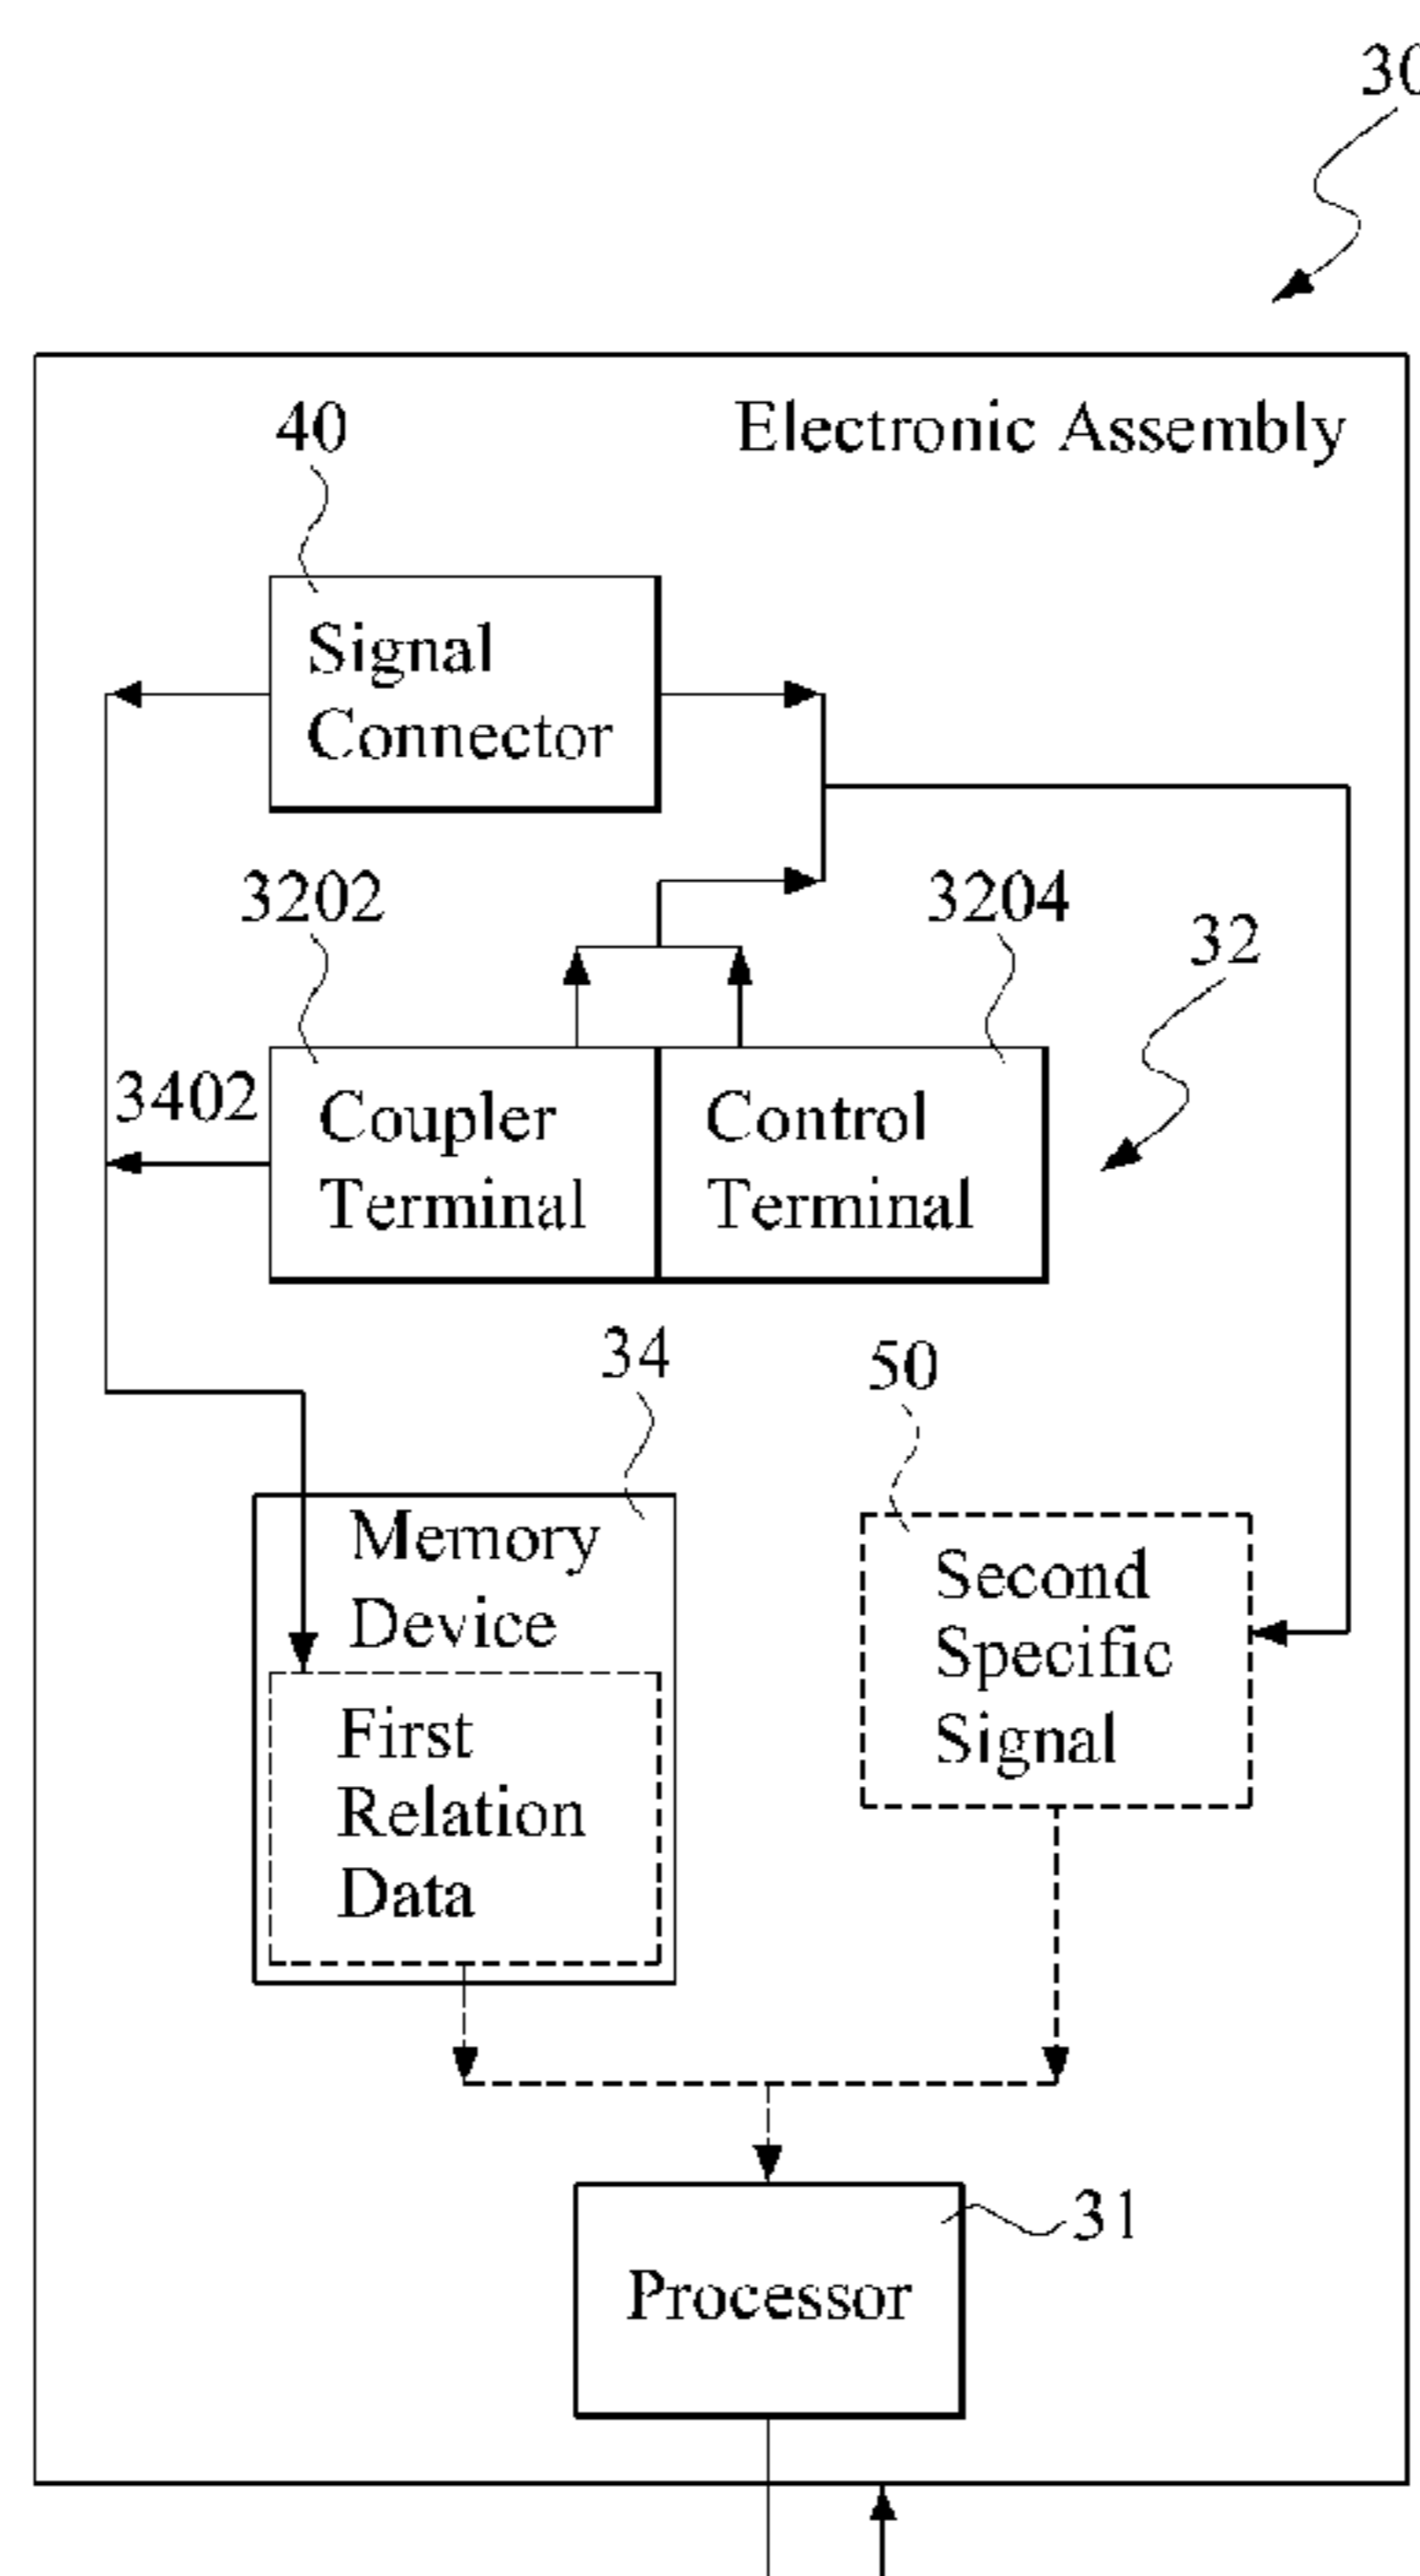 30
Electronic Assembly
40
Signal
Connector
3202
3204
32
3402
Coupler
Terminal
Control
Terminal
34
50
Memory
Device
First
Relation
Data
Second
Specific
Signal
31
Processor